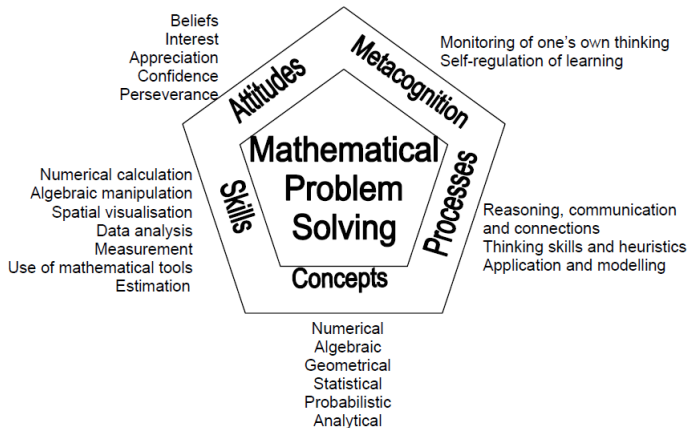 Beliefs
Interest
Appreciation
Confidence
Perseverance
Attitudes
Metacognition
Monitoring of one's own thinking
Self-regulation of learning
Mathematical
Problem
Solving
Numerical calculation
Algebraic manipulation
Spatial visualisation
Data analysis
Measurement
Use of mathematical tools
Estimation
Skills
Processes
Reasoning, communication
and connections
Thinking skills and heuristics
Application and modelling
Concepts
Numerical
Algebraic
Geometrical
Statistical
Probabilistic
Analytical